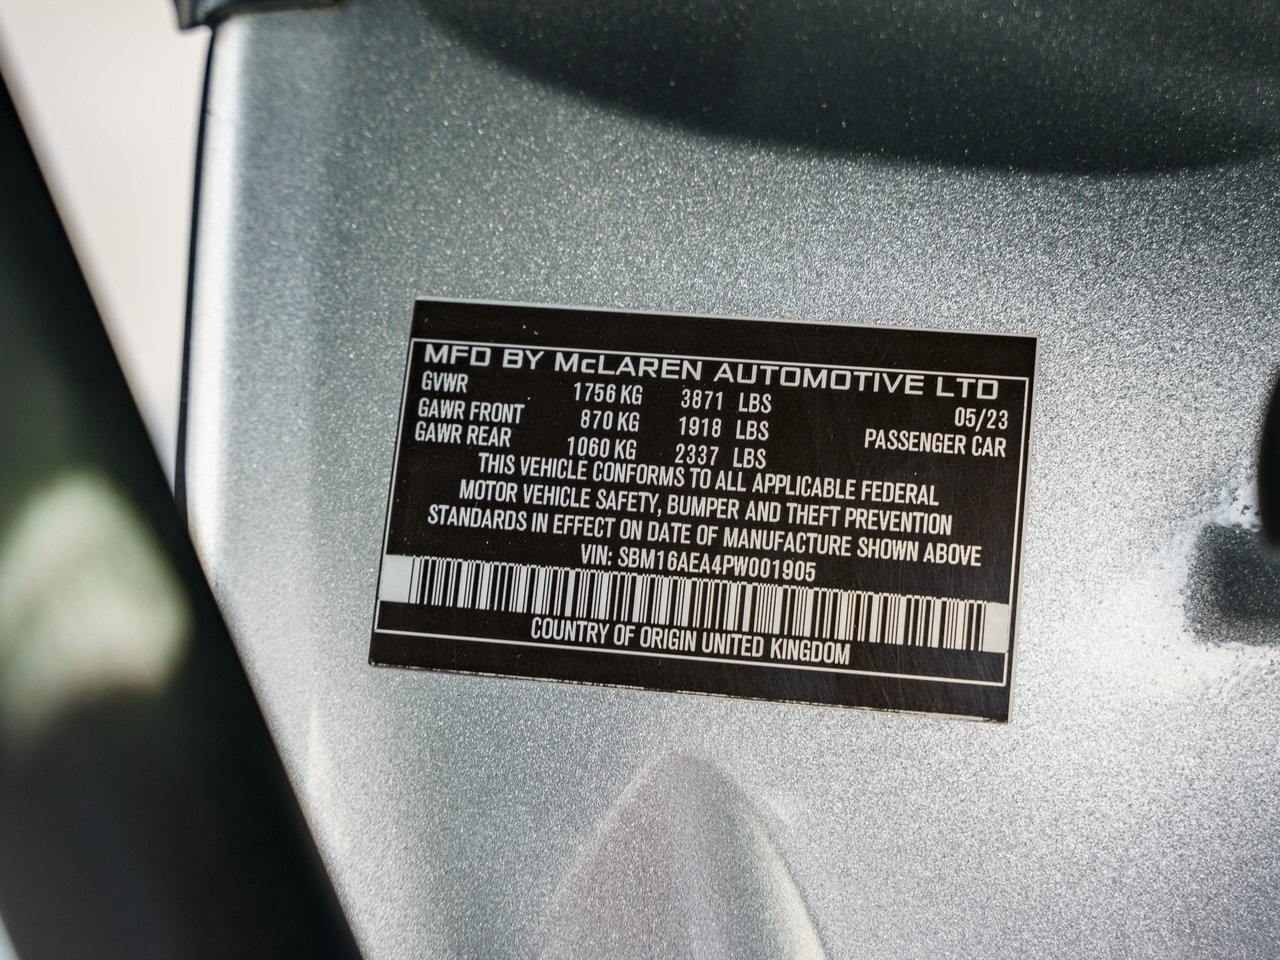 MFD BY McLAREN AUTOMOTIVE LTD
GVWR 1756 KG 3871 LBS 05/23
GAWR FRONT 870 KG 1918 LBS PASSENGER CAR
GAWR REAR 1060 KG 2337 LBS
THIS VEHICLE CONFORMS TO ALL APPLICABLE FEDERAL
MOTOR VEHICLE SAFETY, BUMPER AND THEFT PREVENTION
STANDARDS IN EFFECT ON DATE OF MANUFACTURE SHOWN ABOVE
VIN: SBM16AEA4PW001905
COUNTRY OF ORIGIN UNITED KINGDOM